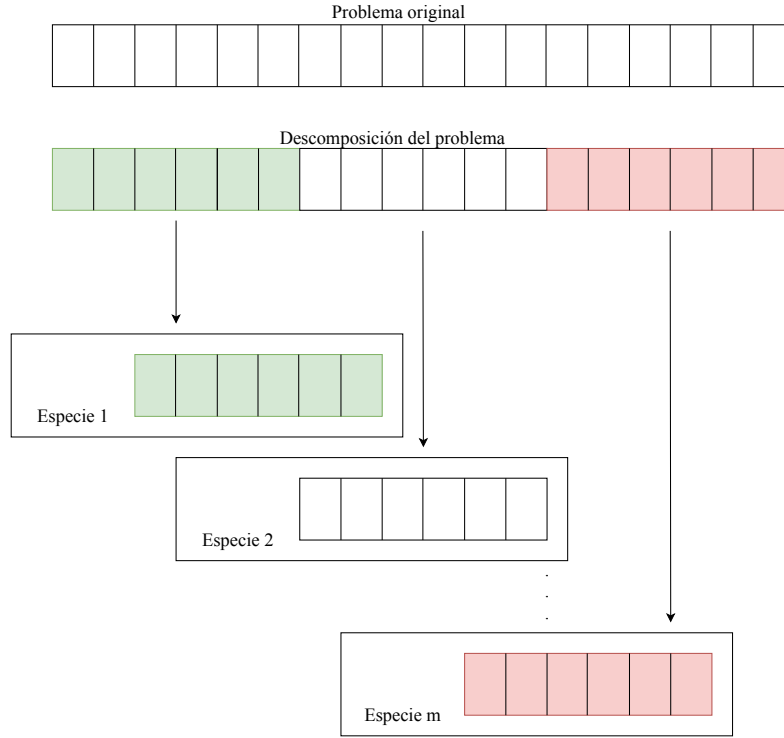 Problema original
Descomposición del problema
Especie 1
Especie 2
Especie m